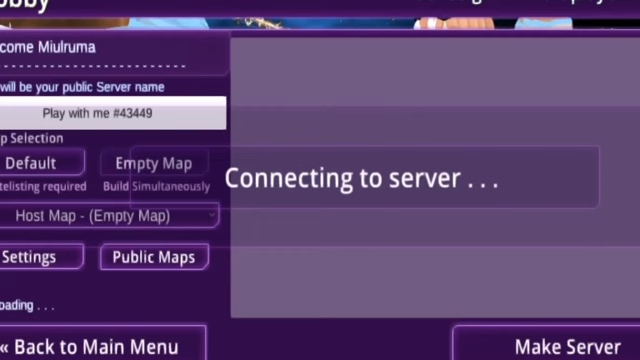 come Miulruma
will be your public Server name
Play with me #43449
p Selection
Default
Empty Map
telisting required
Build Simultaneously
Connecting to server . . .
Host Map - (Empty Map)
Settings
Public Maps
oading . . .
« Back to Main Menu
Make Server